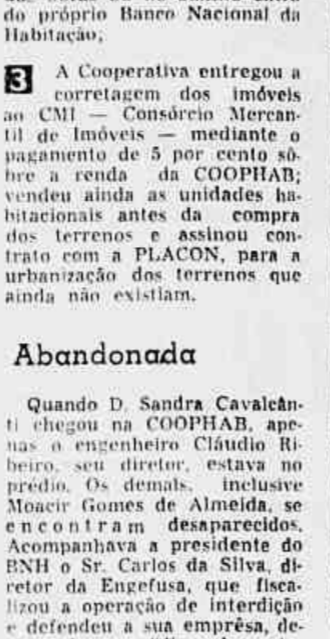 do próprio Banco Nacional da
Habitação;
3 A Cooperativa entregou a
corretagem dos imóveis
ao CMI — Consórcio Mercan-
til de Imóveis — mediante o
pagamento de 5 por cento sô-
bre a renda da COOPHAB;
vendeu ainda as unidades ha-
bitacionais antes da compra
dos terrenos e assinou con-
trato com a PLACON, para a
urbanização dos terrenos que
ainda não existiam.
Abandonada
Quando D. Sandra Cavalcân-
ti chegou na COOPHAB, ape-
nas o engenheiro Cláudio Ri-
beiro, seu diretor, estava no
prédio. Os demais, inclusive
Moacir Gomes de Almeida, se
encontram desaparecidos.
Acompanhava a presidente do
BNH o Sr. Carlos da Silva, di-
retor da Engefusa, que fisca-
lizou a operação de interdição
e defendeu a sua emprêsa, de-